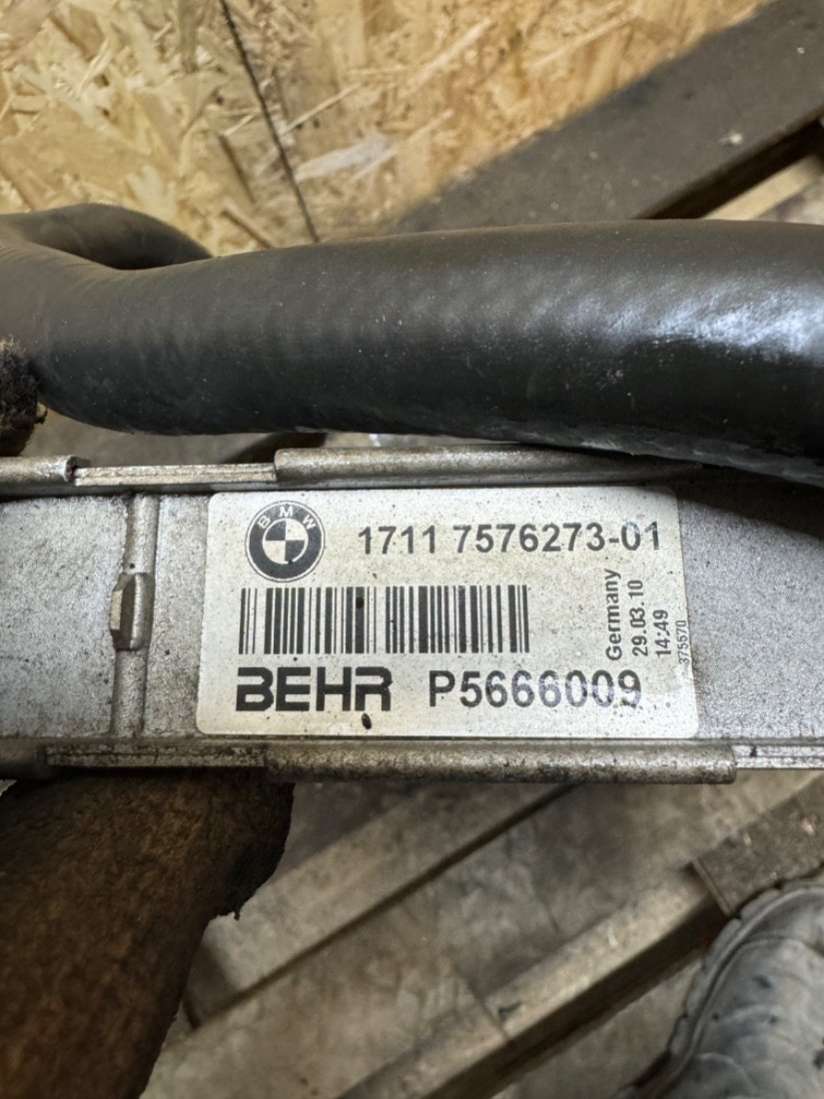 BMW
1711 7576273-01
Germany
29.03.10
14:49
375570
BEHR P5666009